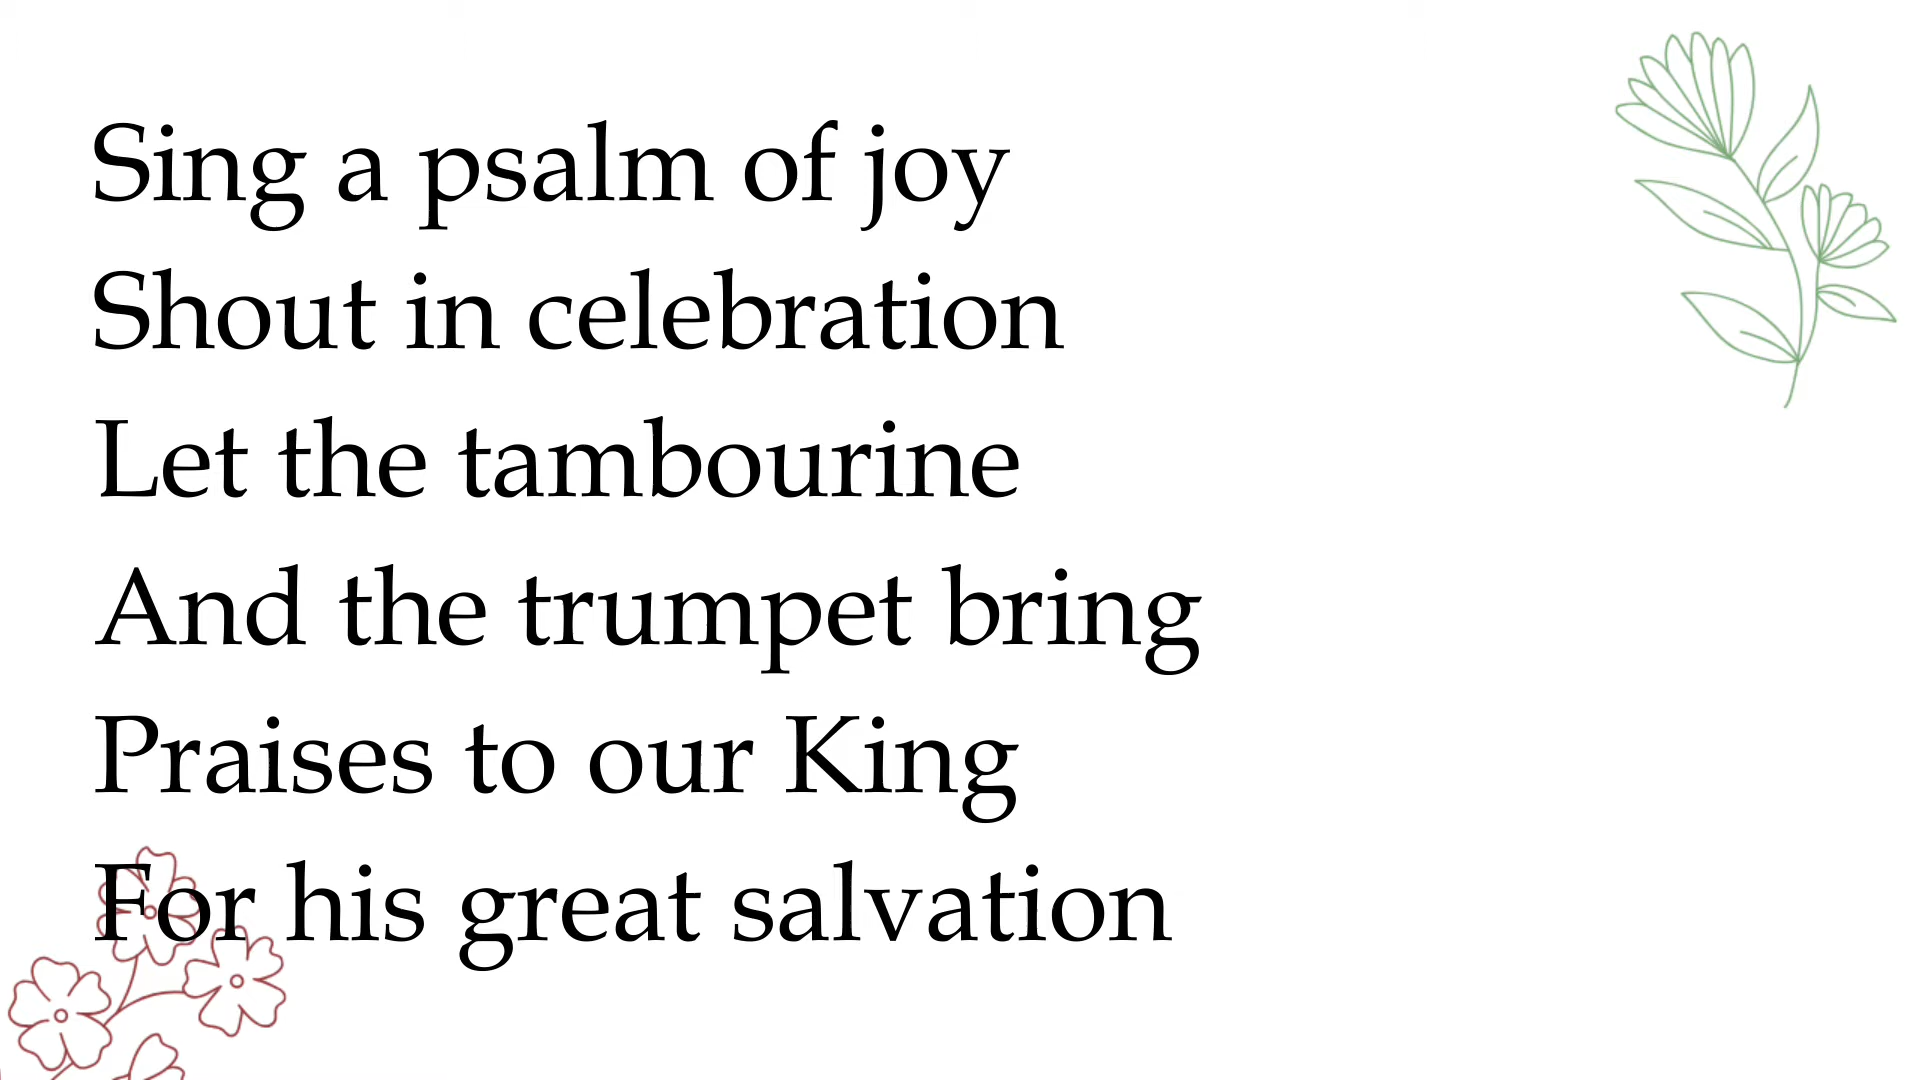 Sing a psalm of joy
Shout in celebration
Let the tambourine
And the trumpet bring
Praises to our King
For his great salvation